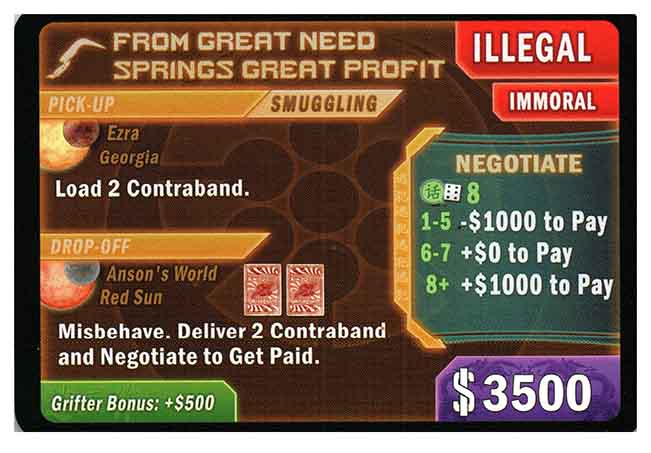 FROM GREAT NEED
SPRINGS GREAT PROFIT
ILLEGAL
IMMORAL
PICK-UP
SMUGGLING
Ezra
Georgia
Load 2 Contraband.
DROP-OFF
Anson's World
Red Sun
Misbehave. Deliver 2 Contraband
and Negotiate to Get Paid.
Grifter Bonus: +$500
NEGOTIATE
话 8
1-5 -$1000 to Pay
6-7 +$0 to Pay
8+ +$1000 to Pay
$3500